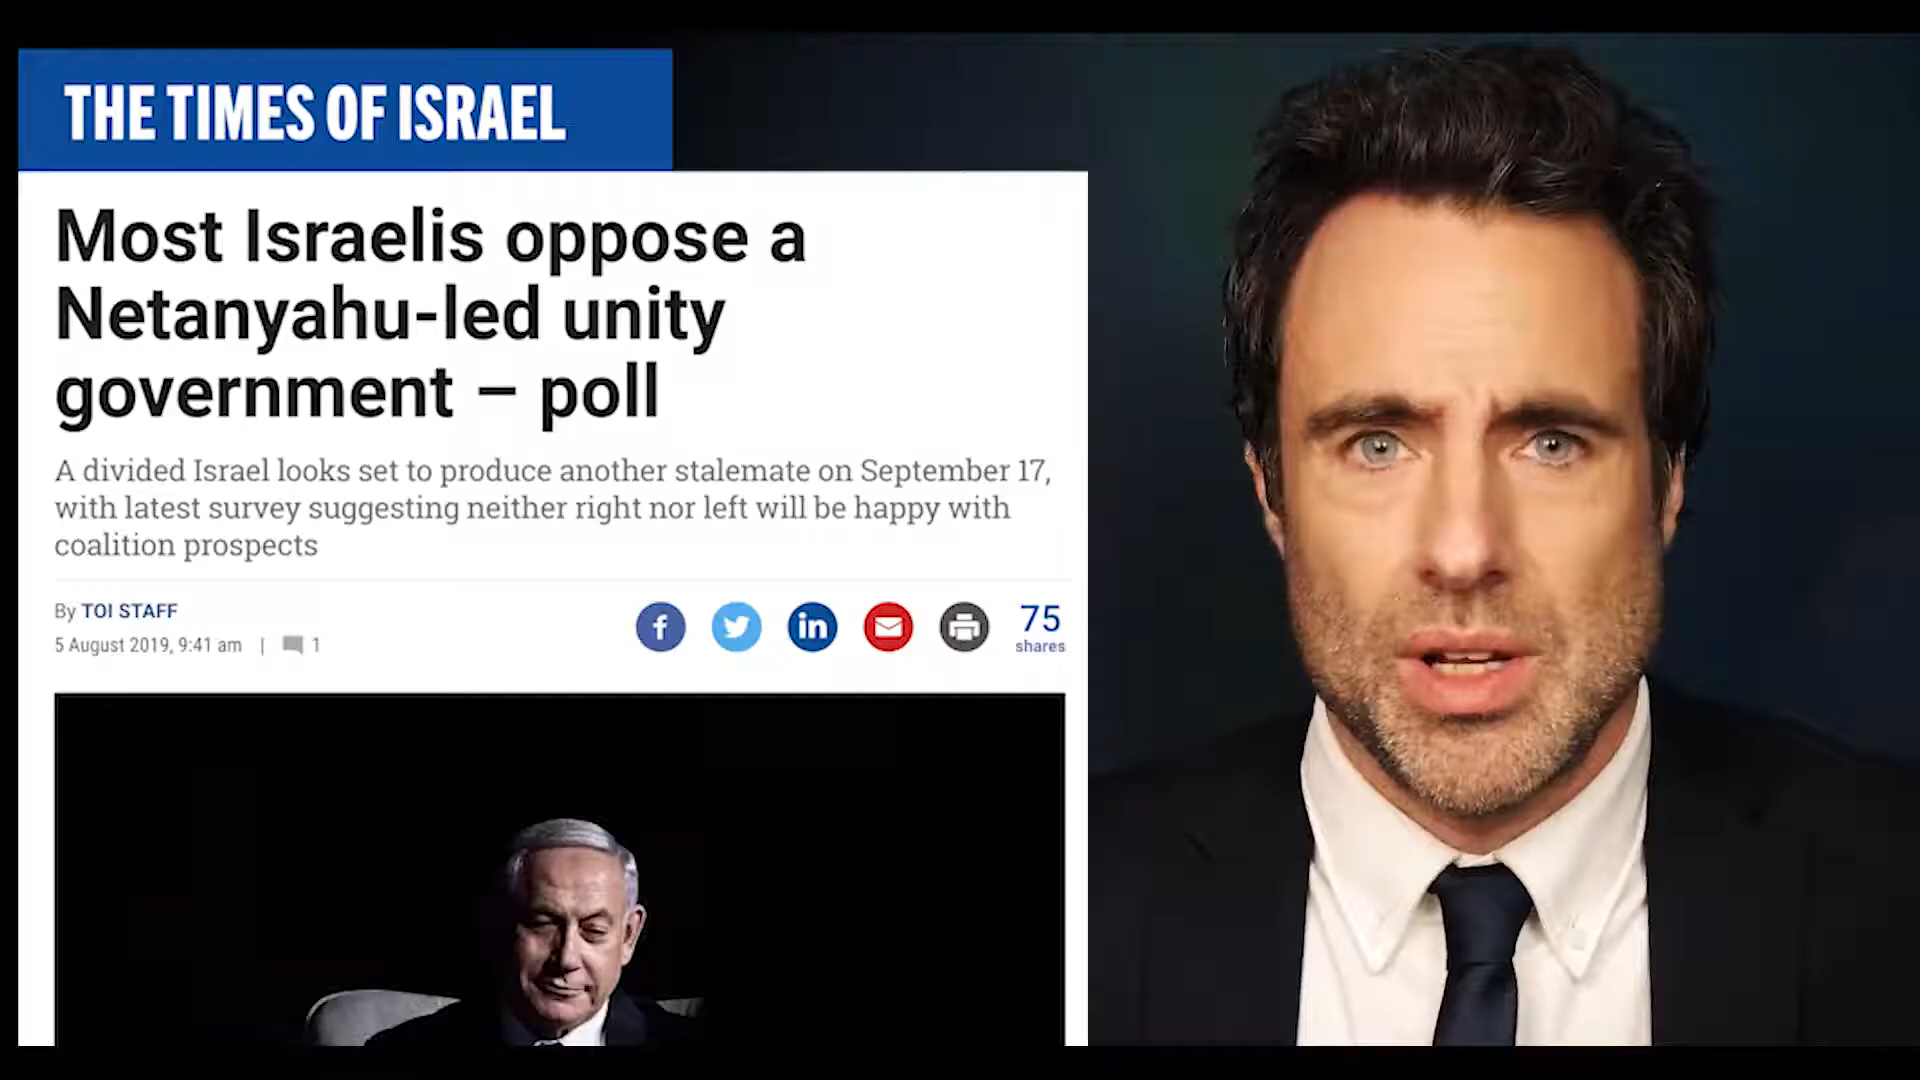 THE TIMES OF ISRAEL
Most Israelis oppose a
Netanyahu-led unity
government – poll
A divided Israel looks set to produce another stalemate on September 17,
with latest survey suggesting neither right nor left will be happy with
coalition prospects
By TOI STAFF
5 August 2019, 9:41 am | 1
f
in
75
shares